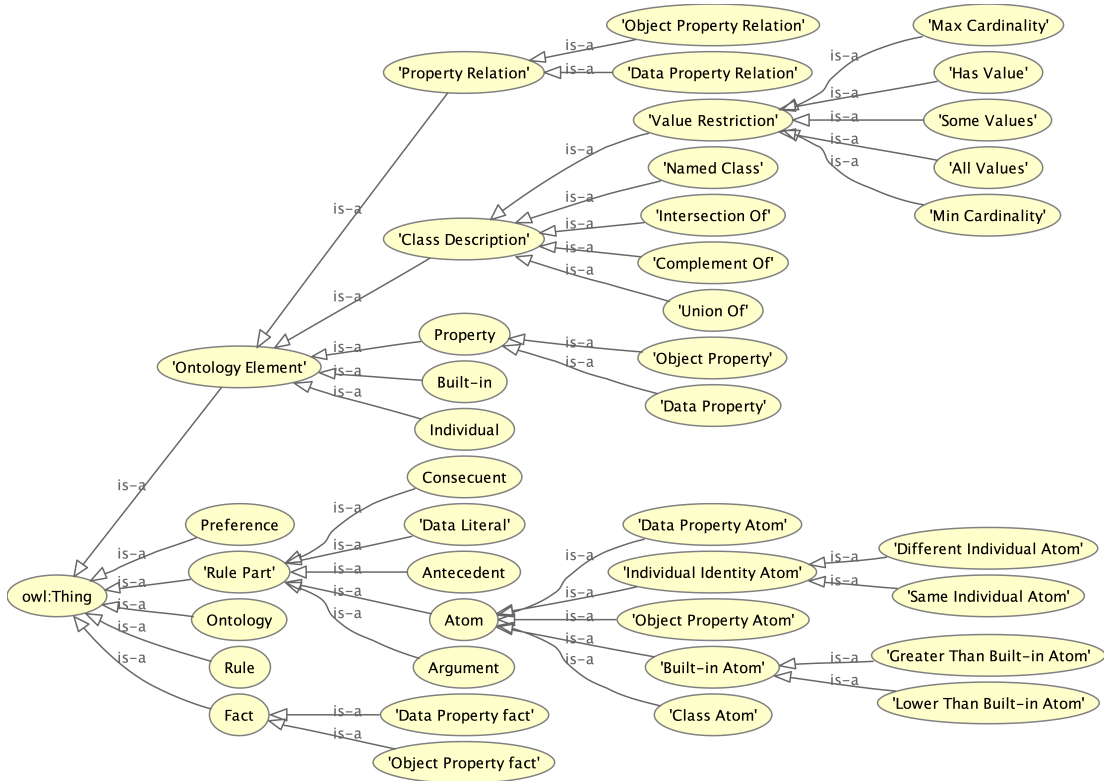 'Object Property Relation'
'Max Cardinality'
is-a
'Property Relation'
is-a
'Data Property Relation'
is-a
'Has Value'
is-a
'Value Restriction'
is-a
'Some Values'
is-a
is-a
'Named Class'
is-a
'All Values'
is-a
is-a
'Intersection Of'
'Min Cardinality'
'Class Description'
is-a
is-a
'Complement Of'
is-a
is-a
'Union Of'
Property
is-a
is-a
'Object Property'
'Ontology Element'
is-a
Built-in
is-a
is-a
'Data Property'
Individual
Consecuent
is-a
is-a
Preference
'Data Literal'
'Data Property Atom'
is-a
is-a
is-a
'Different Individual Atom'
is-a
'Rule Part'
is-a
Antecedent
'Individual Identity Atom'
is-a
owl:Thing
is-a
is-a
is-a
'Same Individual Atom'
is-a
Ontology
Atom
is-a
'Object Property Atom'
is-a
is-a
is-a
'Greater Than Built-in Atom'
is-a
Rule
Argument
is-a
'Built-in Atom'
is-a
'Lower Than Built-in Atom'
Fact
is-a
'Data Property fact'
'Class Atom'
is-a
'Object Property fact'